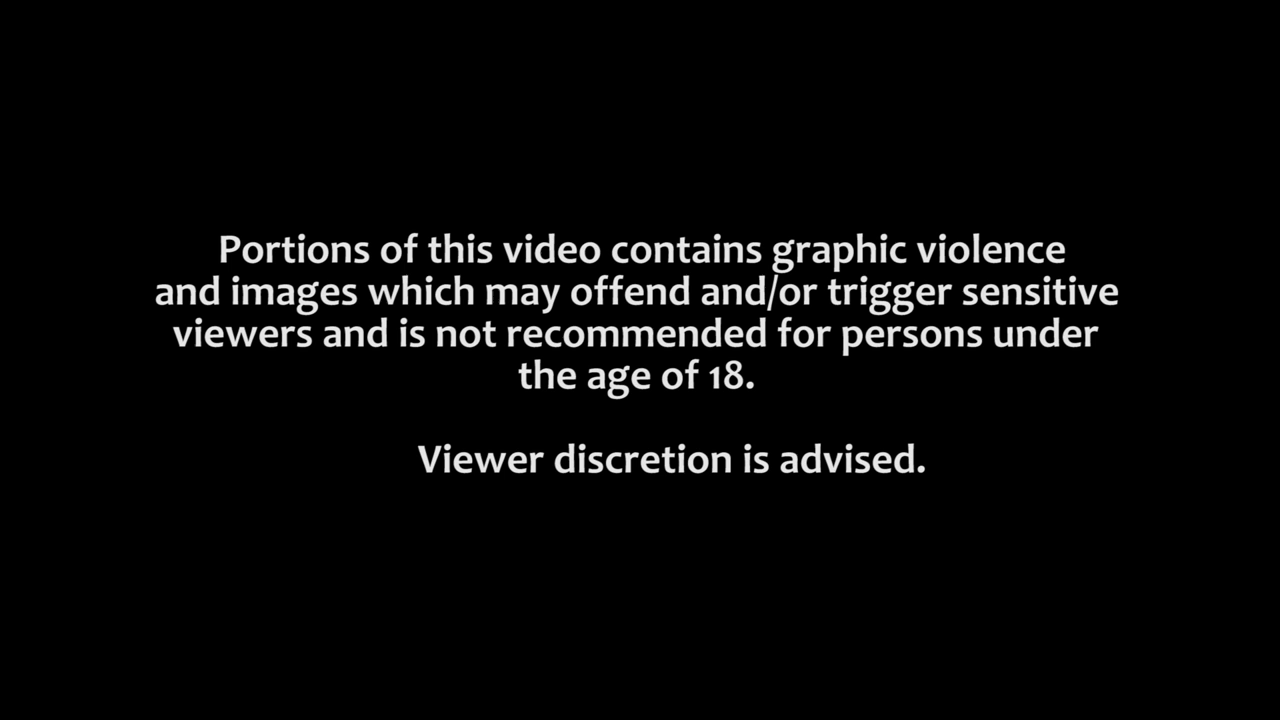 Portions of this video contains graphic violence
and images which may offend and/or trigger sensitive
viewers and is not recommended for persons under
the age of 18.
Viewer discretion is advised.